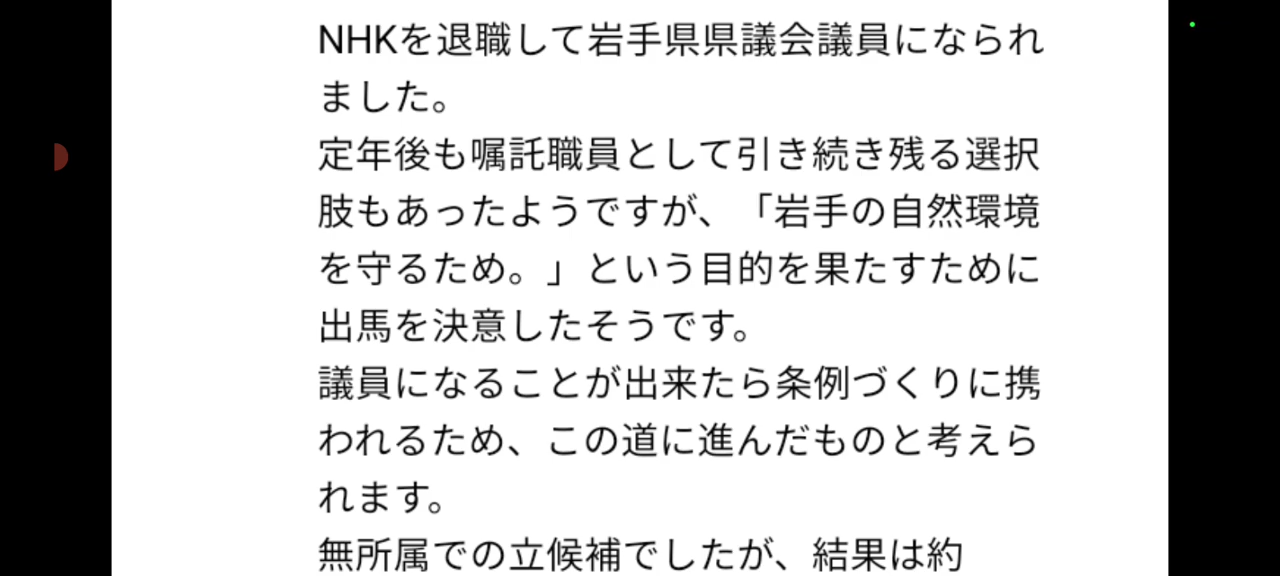 NHKを退職して岩手県県議会議員になられ
ました。
定年後も嘱託職員として引き続き残る選択
肢もあったようですが、「岩手の自然環境
を守るため。」という目的を果たすために
出馬を決意したそうです。
議員になることが出来たら条例づくりに携
われるため、この道に進んだものと考えら
れます。
無所属での立候補でしたが、結果は約